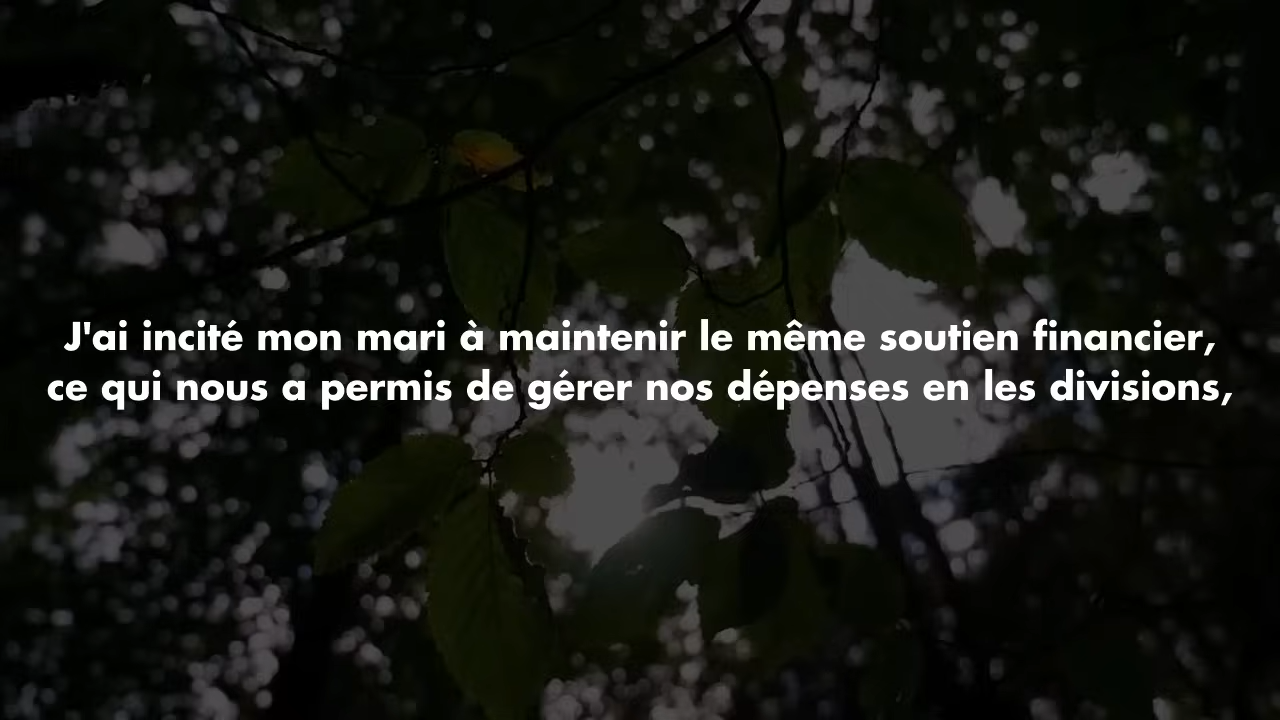 J'ai incité mon mari à maintenir le même soutien financier,
ce qui nous a permis de gérer nos dépenses en les divisions,